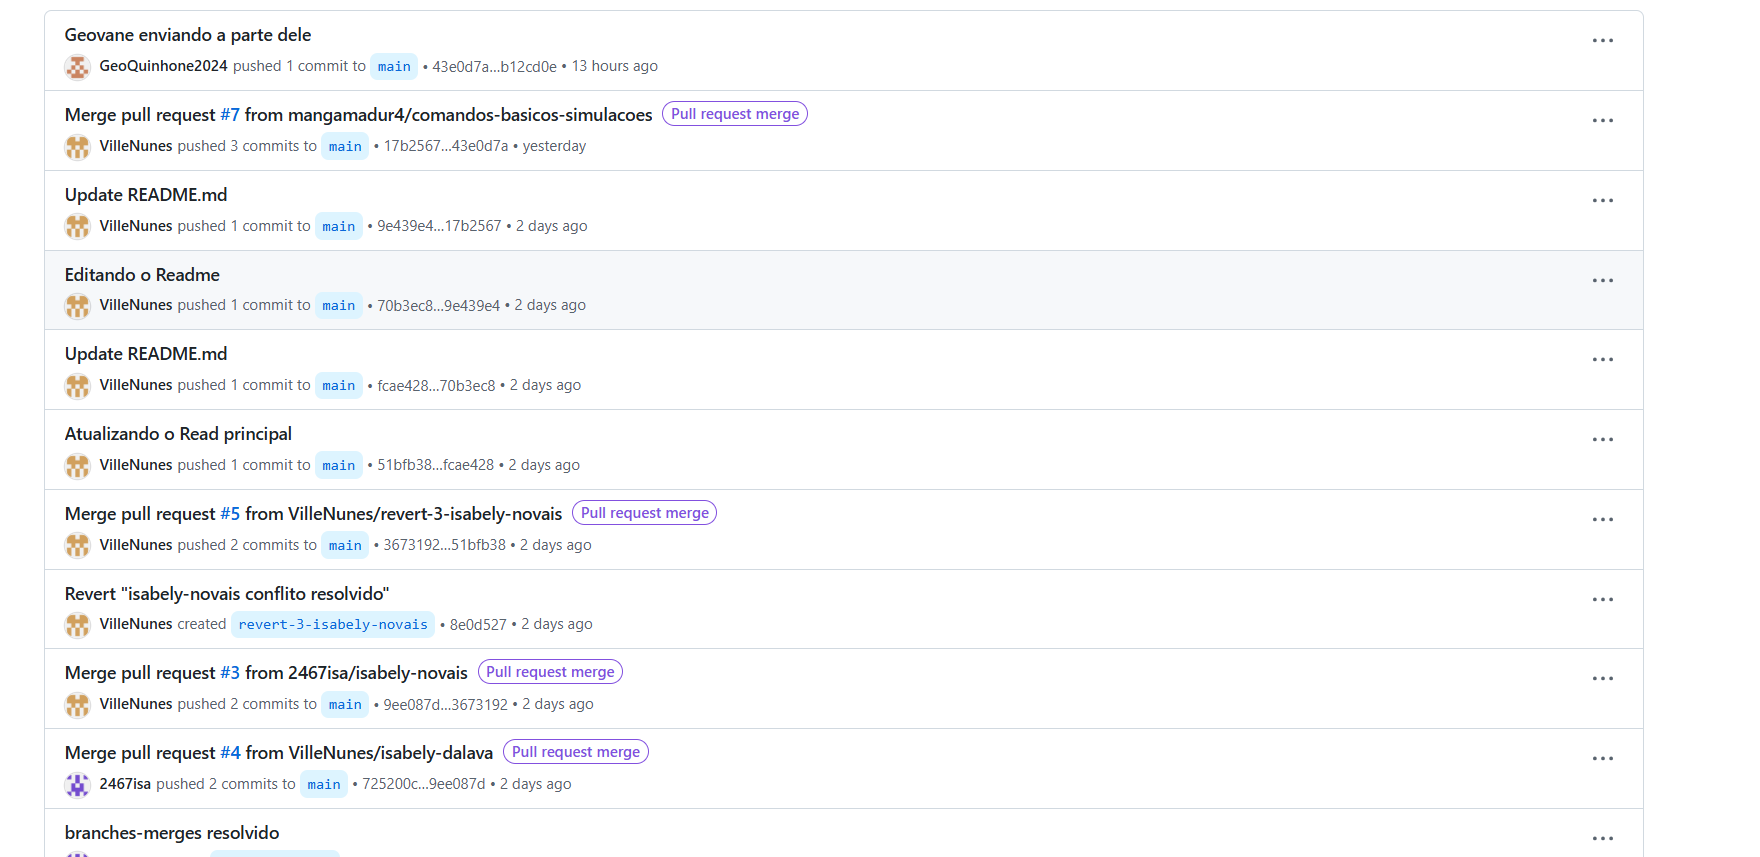 Geovane enviando a parte dele
GeoQuinhone2024 pushed 1 commit to main • 43e0d7a...b12cd0e • 13 hours ago
Merge pull request #7 from mangamadur4/comandos-basicos-simulacoes Pull request merge
VilleNunes pushed 3 commits to main • 17b2567...43e0d7a • yesterday
Update README.md
VilleNunes pushed 1 commit to main • 9e439e4...17b2567 • 2 days ago
Editando o Readme
VilleNunes pushed 1 commit to main • 70b3ec8...9e439e4 • 2 days ago
Update README.md
VilleNunes pushed 1 commit to main • fcae428...70b3ec8 • 2 days ago
Atualizando o Read principal
VilleNunes pushed 1 commit to main • 51bfb38...fcae428 • 2 days ago
Merge pull request #5 from VilleNunes/revert-3-isabely-novais Pull request merge
VilleNunes pushed 2 commits to main • 3673192...51bfb38 • 2 days ago
Revert "isabely-novais conflito resolvido"
VilleNunes created revert-3-isabely-novais • 8e0d527 • 2 days ago
Merge pull request #3 from 2467isa/isabely-novais Pull request merge
VilleNunes pushed 2 commits to main • 9ee087d...3673192 • 2 days ago
Merge pull request #4 from VilleNunes/isabely-dalava Pull request merge
2467isa pushed 2 commits to main • 725200c...9ee087d • 2 days ago
branches-merges resolvido